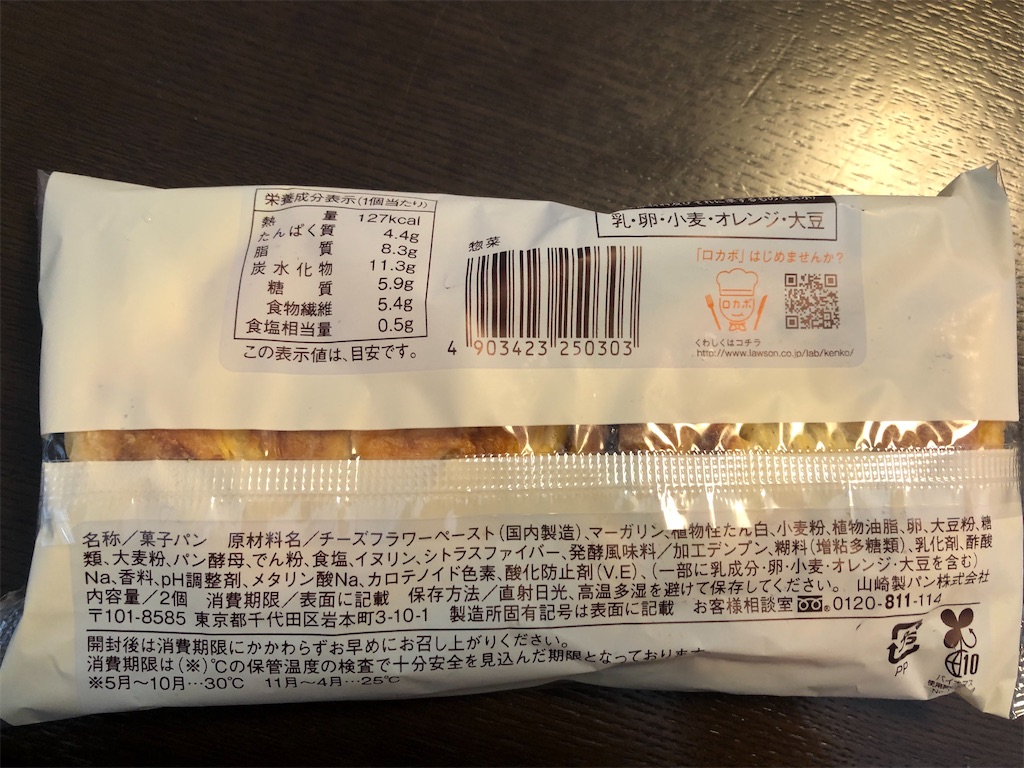 栄養成分表示(1個当たり)
熱量 127kcal
たんぱく質 4.4g
脂質 8.3g
炭水化物 11.3g
糖質 5.9g
食物繊維 5.4g
食塩相当量 0.5g
この表示値は、目安です。
惣菜
4 903423 250303
乳・卵・小麦・オレンジ・大豆
「ロカボ」はじめませんか?
ロカボ
くわしくはコチラ
http://www.lawson.co.jp/lab/kenko/
名称/菓子パン 原材料名/チーズフラワーペースト(国内製造)、マーガリン、植物性たん白、小麦粉、植物油脂、卵、大豆粉、糖
類、大麦粉、パン酵母、でん粉、食塩、イヌリン、シトラスファイバー、発酵風味料/加工デンプン、糊料(増粘多糖類)、乳化剤、酢酸
Na、香料、pH調整剤、メタリン酸Na、カロテノイド色素、酸化防止剤(V.E)、(一部に乳成分・卵・小麦・オレンジ・大豆を含む)
内容量/2個 消費期限/表面に記載 保存方法/直射日光、高温多湿を避けて保存してください。 山崎製パン株式会社
〒101-8585 東京都千代田区岩本町3-10-1 製造所固有記号は表面に記載 お客様相談室 0120-811-114
開封後は消費期限にかかわらずお早めにお召し上がりください。
消費期限は(※)℃の保管温度の検査で十分安全を見込んだ期限となっております
※5月～10月…30℃ 11月～4月…25℃
PP
10